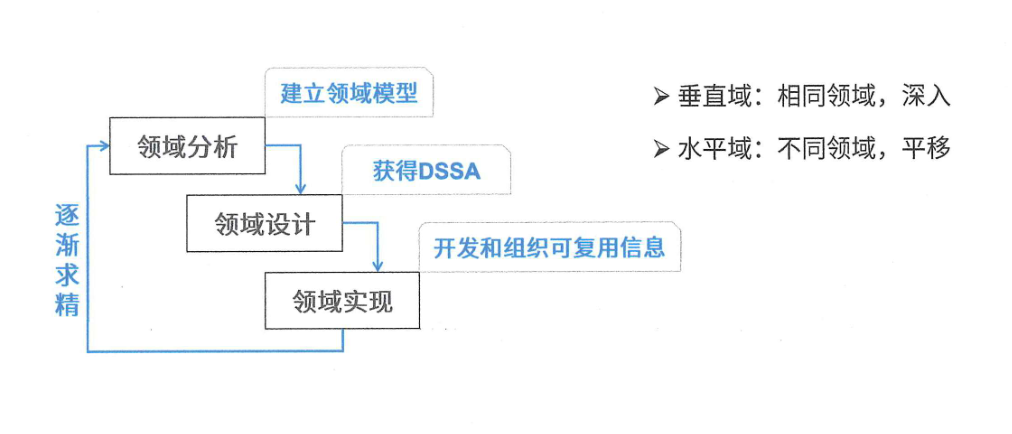 建立领域模型
领域分析
获得DSSA
领域设计
开发和组织可复用信息
领域实现
逐渐求精
➢ 垂直域：相同领域，深入
➢ 水平域：不同领域，平移